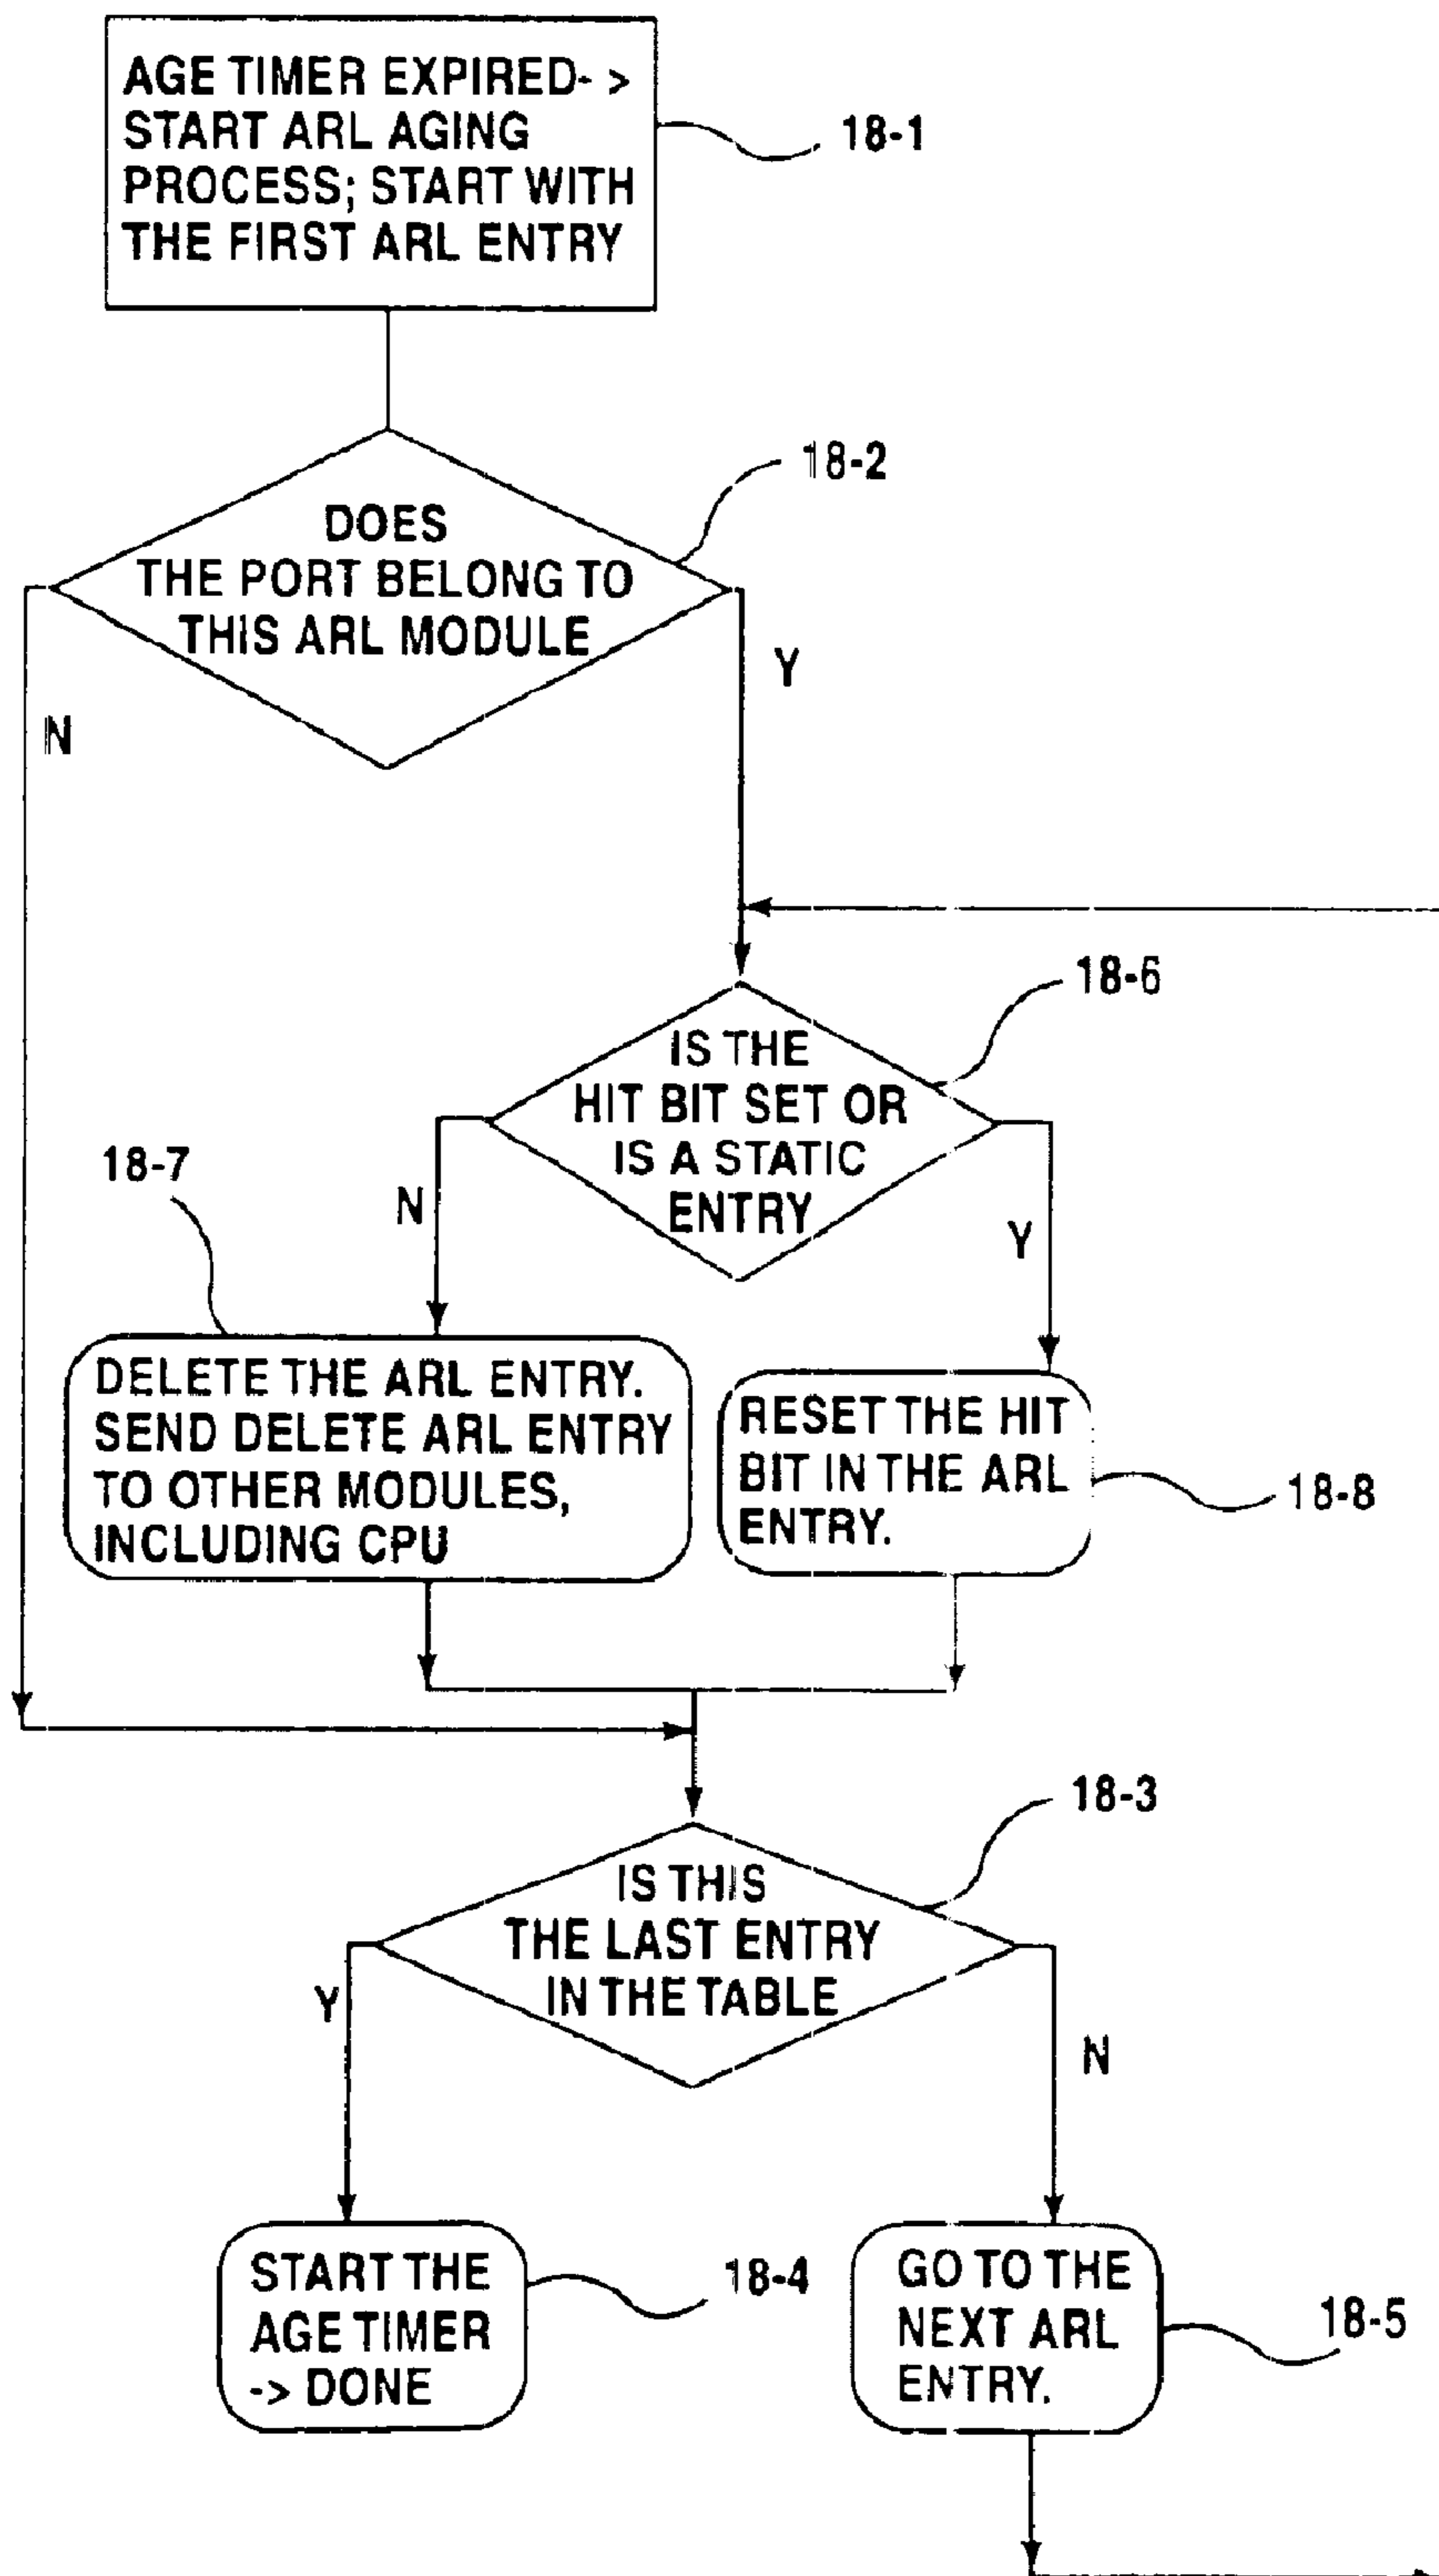 AGE TIMER EXPIRED- >
START ARL AGING
PROCESS; START WITH
THE FIRST ARL ENTRY
18-1
18-2
DOES
THE PORT BELONG TO
THIS ARL MODULE
Y
N
18-6
IS THE
HIT BIT SET OR
IS A STATIC
ENTRY
18-7
N
Y
DELETE THE ARL ENTRY.
SEND DELETE ARL ENTRY
TO OTHER MODULES,
INCLUDING CPU
RESET THE HIT
BIT IN THE ARL
ENTRY.
18-8
18-3
IS THIS
THE LAST ENTRY
IN THE TABLE
Y
N
START THE
AGE TIMER
-> DONE
18-4
GO TO THE
NEXT ARL
ENTRY.
18-5